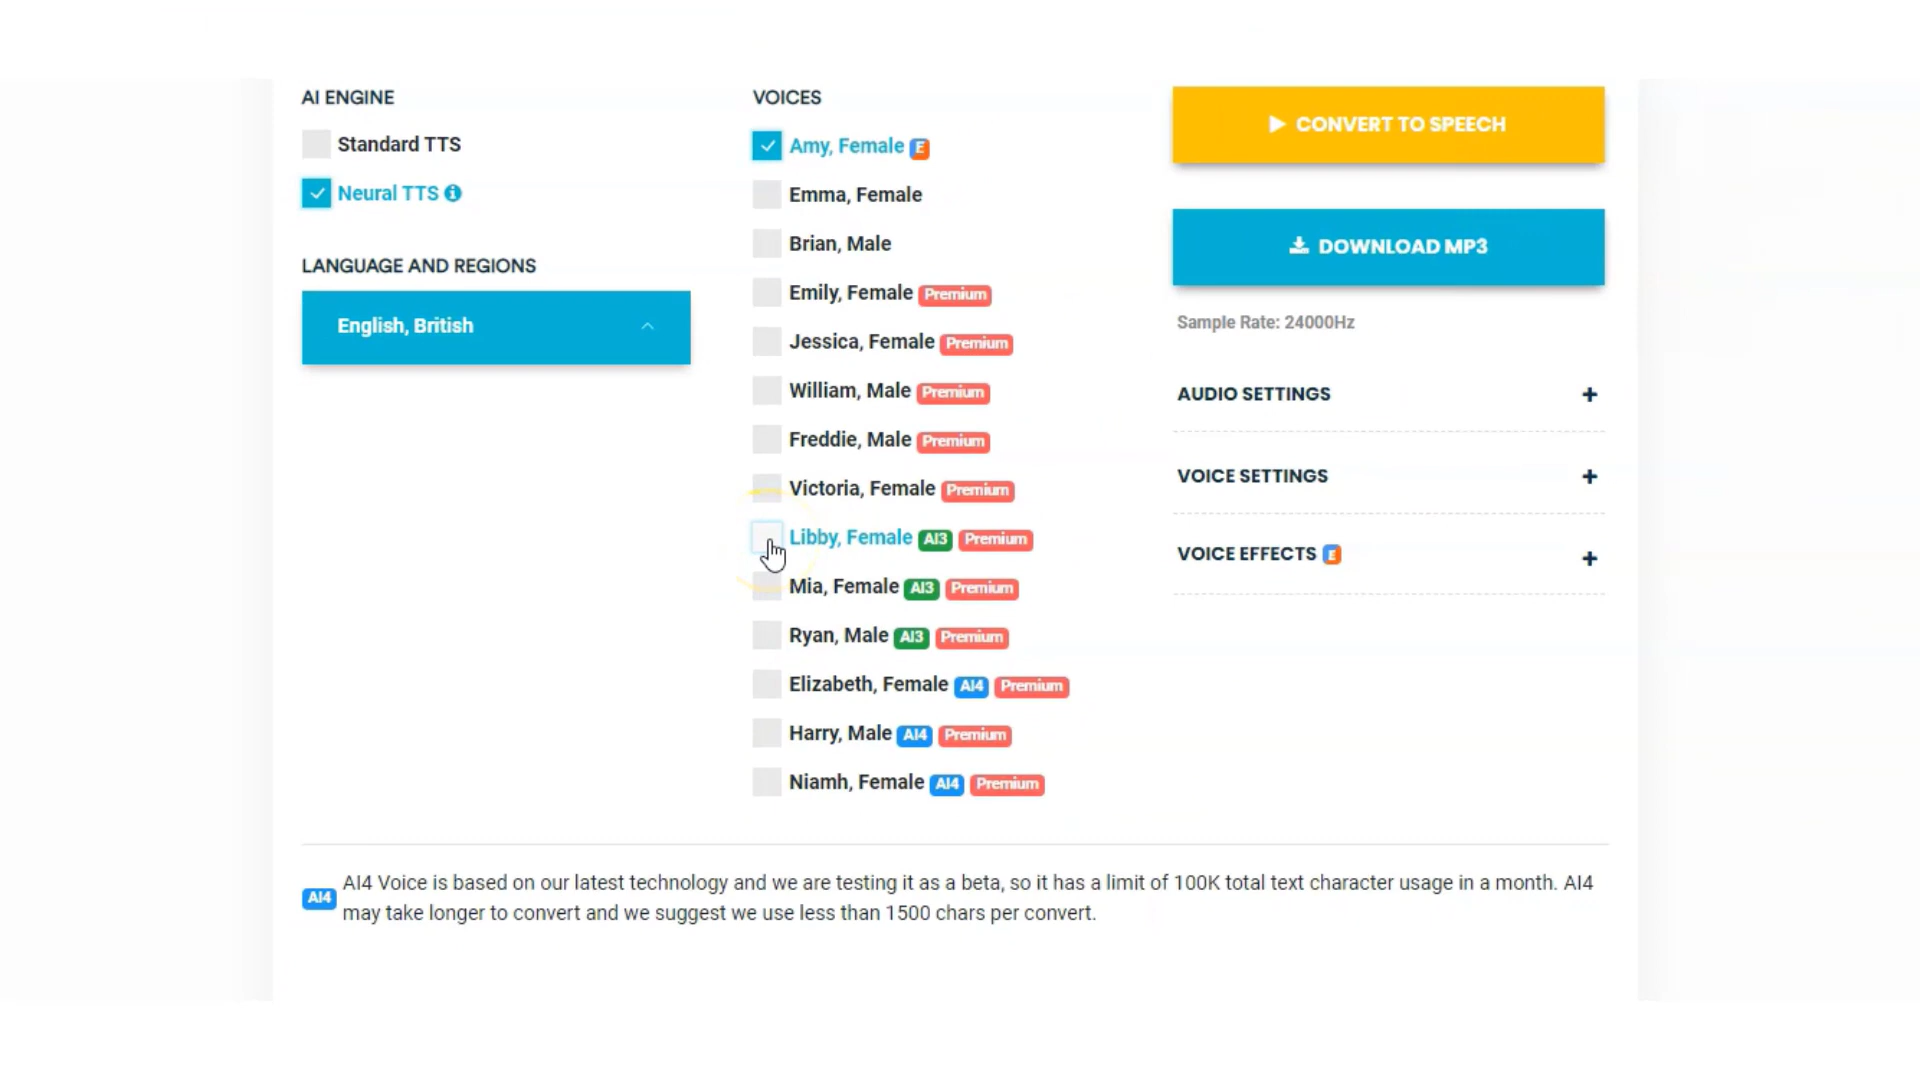 AI ENGINE
Standard TTS
Neural TTS
LANGUAGE AND REGIONS
English, British
VOICES
Amy, Female E
Emma, Female
Brian, Male
Emily, Female Premium
Jessica, Female Premium
William, Male Premium
Freddie, Male Premium
Victoria, Female Premium
Libby, Female AI3 Premium
Mia, Female AI3 Premium
Ryan, Male AI3 Premium
Elizabeth, Female AI4 Premium
Harry, Male AI4 Premium
Niamh, Female AI4 Premium
CONVERT TO SPEECH
DOWNLOAD MP3
Sample Rate: 24000Hz
AUDIO SETTINGS +
VOICE SETTINGS +
VOICE EFFECTS E +
AI4 AI4 Voice is based on our latest technology and we are testing it as a beta, so it has a limit of 100K total text character usage in a month. AI4
may take longer to convert and we suggest we use less than 1500 chars per convert.